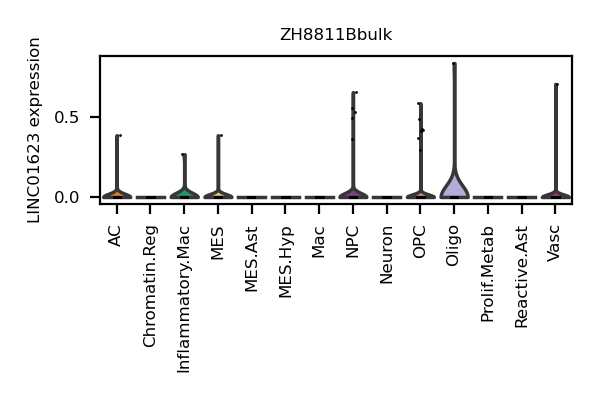 ZH8811Bbulk
LINC01623 expression
0.5
0.0
AC
Chromatin.Reg
Inflammatory.Mac
MES
MES.Ast
MES.Hyp
Mac
NPC
Neuron
OPC
Oligo
Prolif.Metab
Reactive.Ast
Vasc